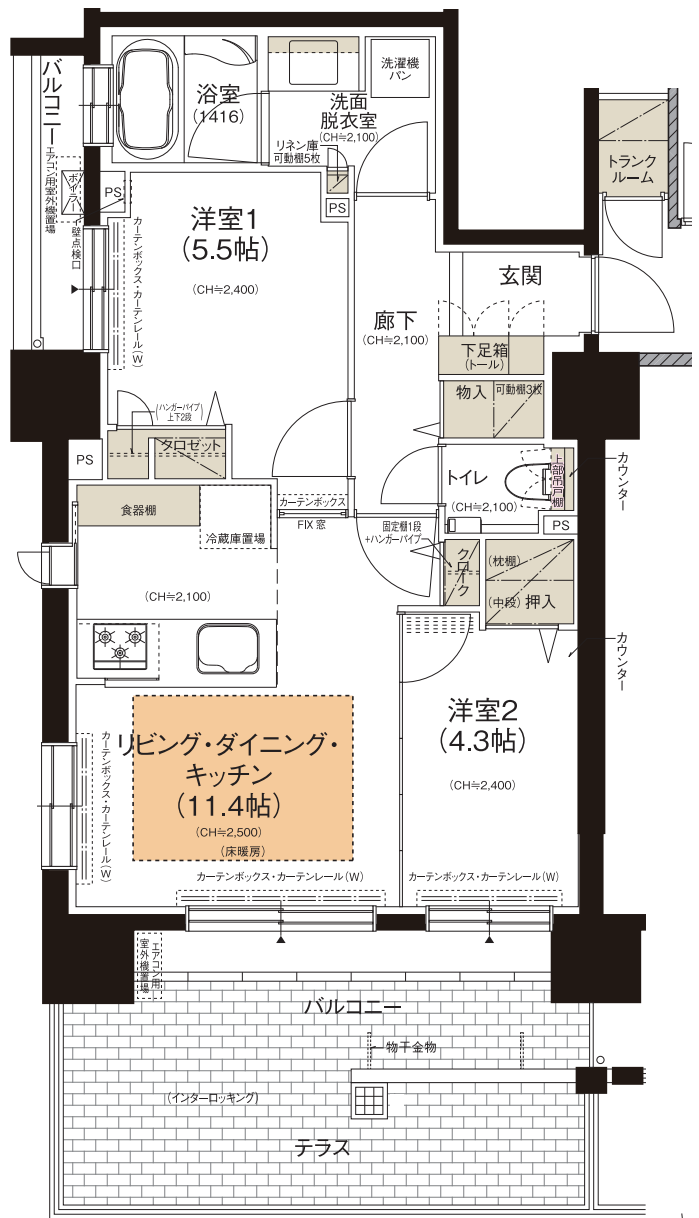 洗濯機
パン
浴室
(1416)
洗面
脱衣室
(CH≒2,100)
リネン庫
可動棚5枚
バルコニー
エアコン用室外機置場
ボイラー
PS
壁点検口
カーテンボックス・カーテンレール(W)
洋室1
(5.5帖)
(CH≒2,400)
PS
トランク
ルーム
玄関
廊下
(CH≒2,100)
下足箱
(トール)
物入
可動棚3枚
(ハンガーパイプ)
上下2段
クロゼット
PS
トイレ
(CH≒2,100)
上部吊戸棚
カウンター
PS
食器棚
冷蔵庫置場
カーテンボックス
FIX 窓
固定棚1段
+ハンガーパイプ
クローク
(枕棚)
(中段)
押入
カウンター
(CH≒2,100)
洋室2
(4.3帖)
(CH≒2,400)
リビング・ダイニング・
キッチン
(11.4帖)
(CH≒2,500)
(床暖房)
カーテンボックス・カーテンレール(W)
カーテンボックス・カーテンレール(W)
カーテンボックス・カーテンレール(W)
エアコン用
室外機置場
バルコニー
物干金物
(インターロッキング)
テラス